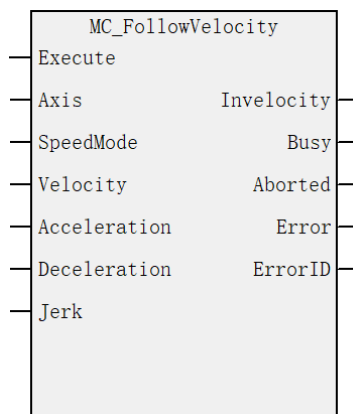 MC_FollowVelocity
Execute
Axis Invelocity
SpeedMode Busy
Velocity Aborted
Acceleration Error
Deceleration ErrorID
Jerk